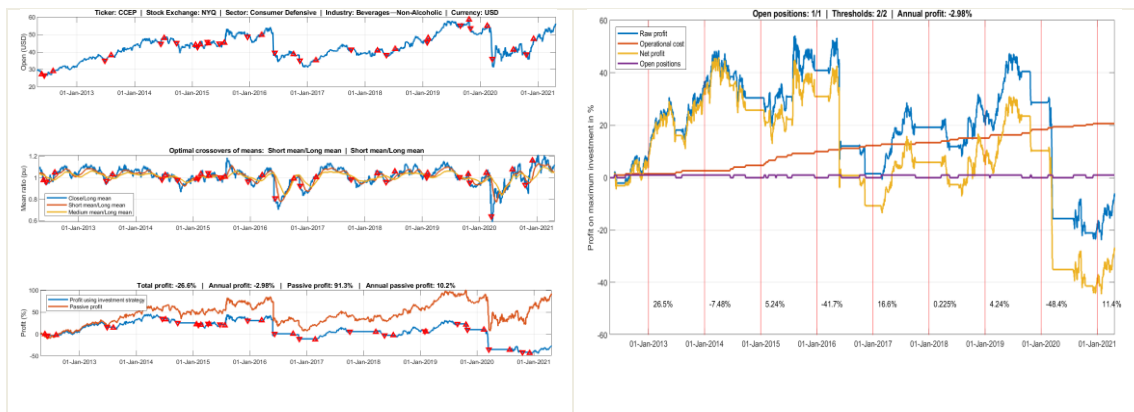 Ticker: CCEP | Stock Exchange: NYQ | Sector: Consumer Defensive | Industry: Beverages—Non-Alcoholic | Currency: USD
Open (USD)
60
50
40
30
20
01-Jan-2013 01-Jan-2014 01-Jan-2015 01-Jan-2016 01-Jan-2017 01-Jan-2018 01-Jan-2019 01-Jan-2020 01-Jan-2021
Optimal crossovers of means: Short mean/Long mean | Short mean/Long mean
Mean ratio (pu)
1.2
1.0
0.8
0.6
Close/Long mean
Short mean/Long mean
Medium mean/Long mean
01-Jan-2013 01-Jan-2014 01-Jan-2015 01-Jan-2016 01-Jan-2017 01-Jan-2018 01-Jan-2019 01-Jan-2020 01-Jan-2021
Total profit: -26.6% | Annual profit: -2.98% | Passive profit: 91.3% | Annual passive profit: 10.2%
Profit (%)
100
50
0
-50
Profit using investment strategy
Passive profit
01-Jan-2013 01-Jan-2014 01-Jan-2015 01-Jan-2016 01-Jan-2017 01-Jan-2018 01-Jan-2019 01-Jan-2020 01-Jan-2021
Open positions: 1/1 | Thresholds: 2/2 | Annual profit: -2.98%
Profit on maximum investment in %
60
40
20
0
-20
-40
-60
Raw profit
Operational cost
Net profit
Open positions
26.5% -7.48% 5.24% -41.7% 16.6% 0.225% 4.24% -48.4% 11.4%
01-Jan-2013 01-Jan-2014 01-Jan-2015 01-Jan-2016 01-Jan-2017 01-Jan-2018 01-Jan-2019 01-Jan-2020 01-Jan-2021